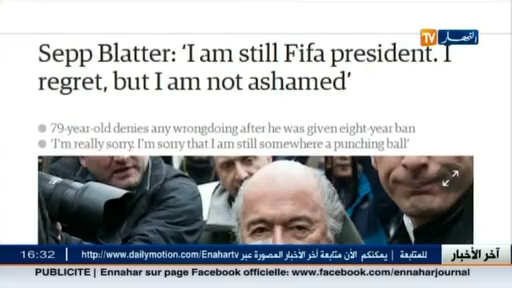 النهار TV
Sepp Blatter: ‘I am still Fifa president. I
regret, but I am not ashamed’
79-year-old denies any wrongdoing after he was given eight-year ban
‘I’m really sorry. I’m sorry that I am still somewhere a punching ball’
16:32 http://www.dailymotion.com/Enahartv للمتابعة | يمكنكم الآن متابعة آخر الأخبار المصورة عبر آخر الأخبار
PUBLICITE | Ennahar sur page Facebook officielle: www.facebook.com/ennaharjournal